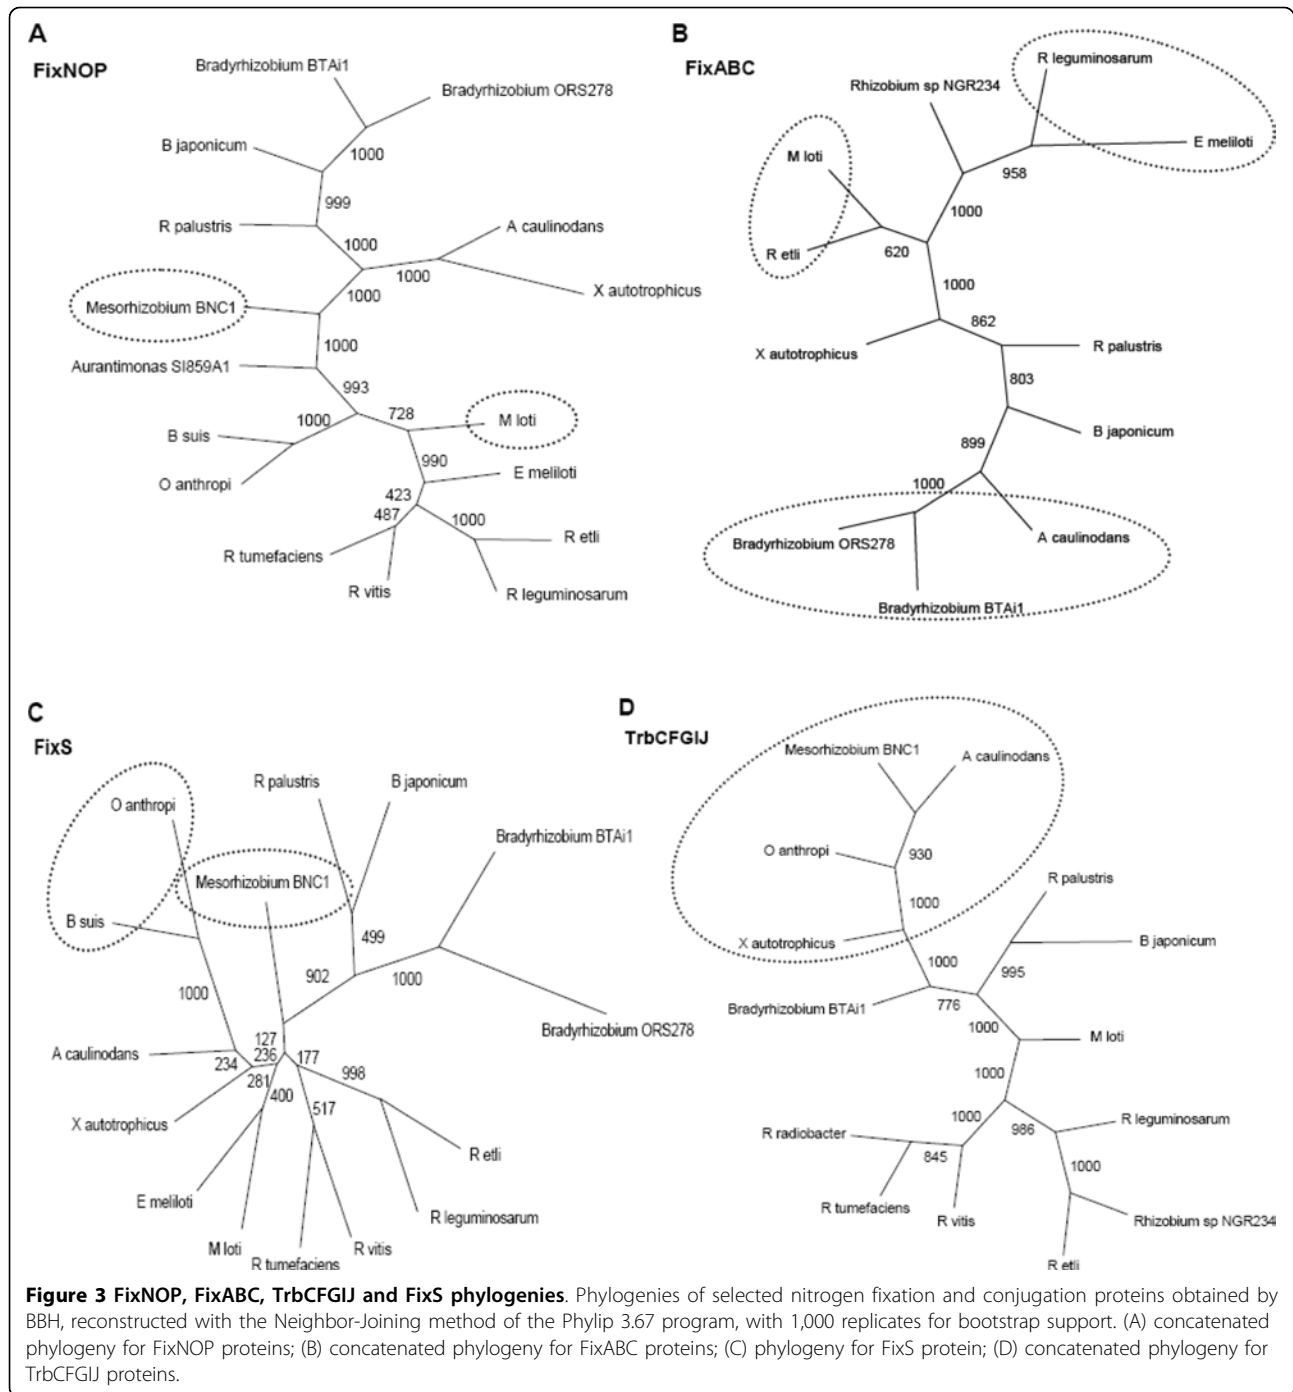 A
FixNOP
Bradyrhizobium BTAi1
Bradyrhizobium ORS278
B japonicum
1000
999
R palustris
1000
A caulinodans
1000
X autotrophicus
Mesorhizobium BNC1
1000
1000
Aurantimonas SI859A1
993
1000
728
M loti
B suis
990
E meliloti
O anthropi
423
487
1000
R etli
R tumefaciens
R vitis
R leguminosarum
B
FixABC
R leguminosarum
Rhizobium sp NGR234
E meliloti
M loti
958
1000
R etli
620
1000
862
X autotrophicus
R palustris
803
B japonicum
899
1000
Bradyrhizobium ORS278
A caulinodans
Bradyrhizobium BTAi1
C
FixS
R palustris
B japonicum
O anthropi
Bradyrhizobium BTAi1
Mesorhizobium BNC1
B suis
499
902
1000
1000
Bradyrhizobium ORS278
127
A caulinodans
236
177
234
281
998
400
517
X autotrophicus
R etli
E meliloti
R leguminosarum
M loti
R vitis
R tumefaciens
D
TrbCFGIJ
Mesorhizobium BNC1
A caulinodans
O anthropi
930
R palustris
1000
X autotrophicus
B japonicum
1000
995
Bradyrhizobium BTAi1
776
1000
M loti
1000
1000
R leguminosarum
986
R radiobacter
845
1000
R tumefaciens
R vitis
Rhizobium sp NGR234
R etli
Figure 3 FixNOP, FixABC, TrbCFGIJ and FixS phylogenies. Phylogenies of selected nitrogen fixation and conjugation proteins obtained by
BBH, reconstructed with the Neighbor-Joining method of the Phylip 3.67 program, with 1,000 replicates for bootstrap support. (A) concatenated
phylogeny for FixNOP proteins; (B) concatenated phylogeny for FixABC proteins; (C) phylogeny for FixS protein; (D) concatenated phylogeny for
TrbCFGIJ proteins.